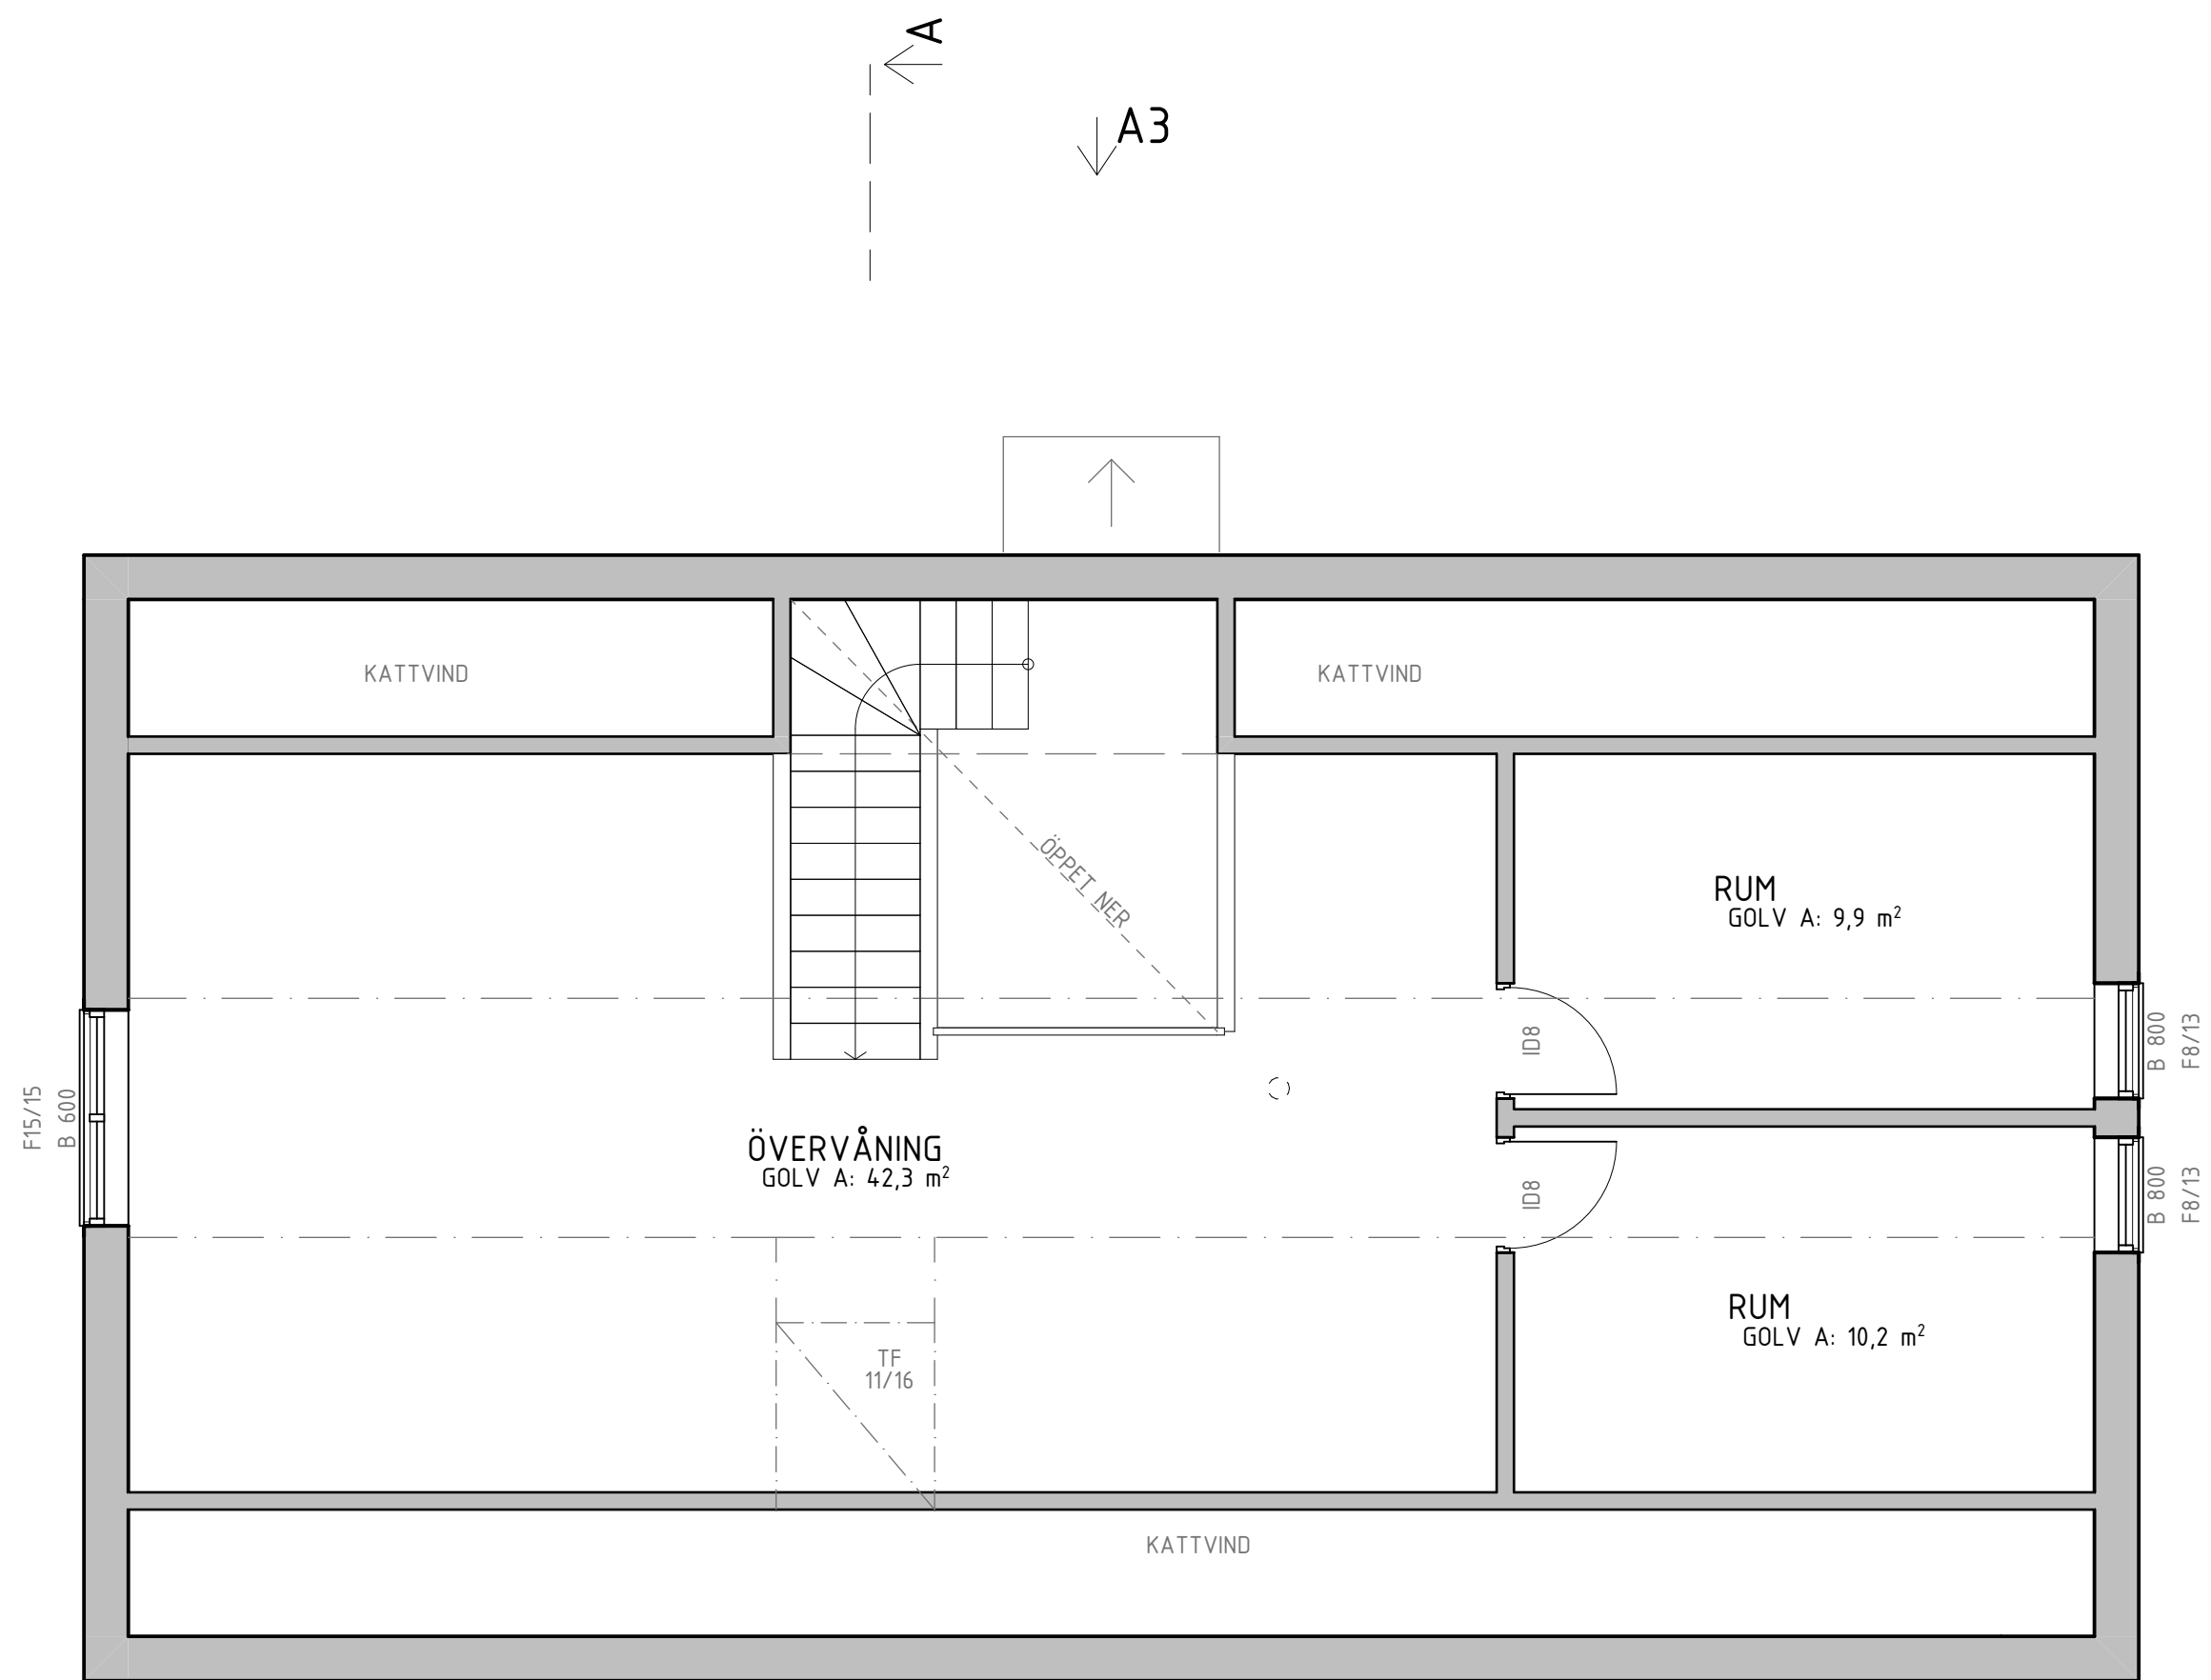 A
A3
KATTVIND
KATTVIND
ÖPPET NER
RUM
GOLV A: 9,9 m²
ID8
B 800
F8/13
F15/15
B 600
ÖVERVÅNING
GOLV A: 42,3 m²
ID8
B 800
F8/13
RUM
GOLV A: 10,2 m²
TF
11/16
KATTVIND